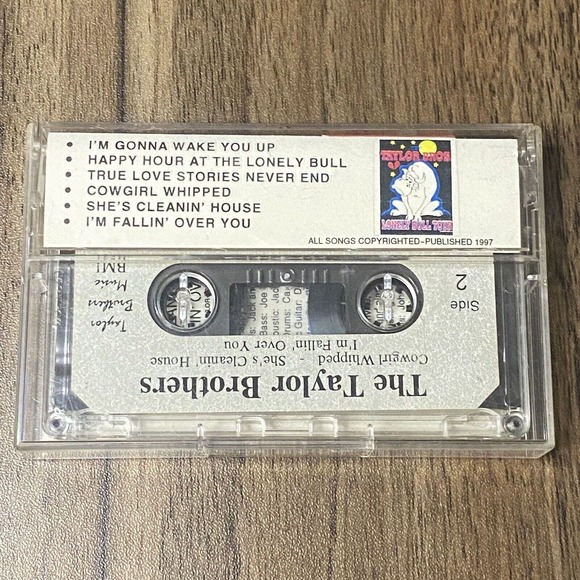 • I'M GONNA WAKE YOU UP
• HAPPY HOUR AT THE LONELY BULL
• TRUE LOVE STORIES NEVER END
• COWGIRL WHIPPED
• SHE'S CLEANIN' HOUSE
• I'M FALLIN' OVER YOU
TAYLOR BROS
LONELY BULL TOUR
ALL SONGS COPYRIGHTED-PUBLISHED 1997
The Taylor Brothers
Cowgirl Whipped - She's Cleanin' House
I'm Fallin' Over You
Taylor
Brothers
Music
BMI
Side
2
Bass: Joe